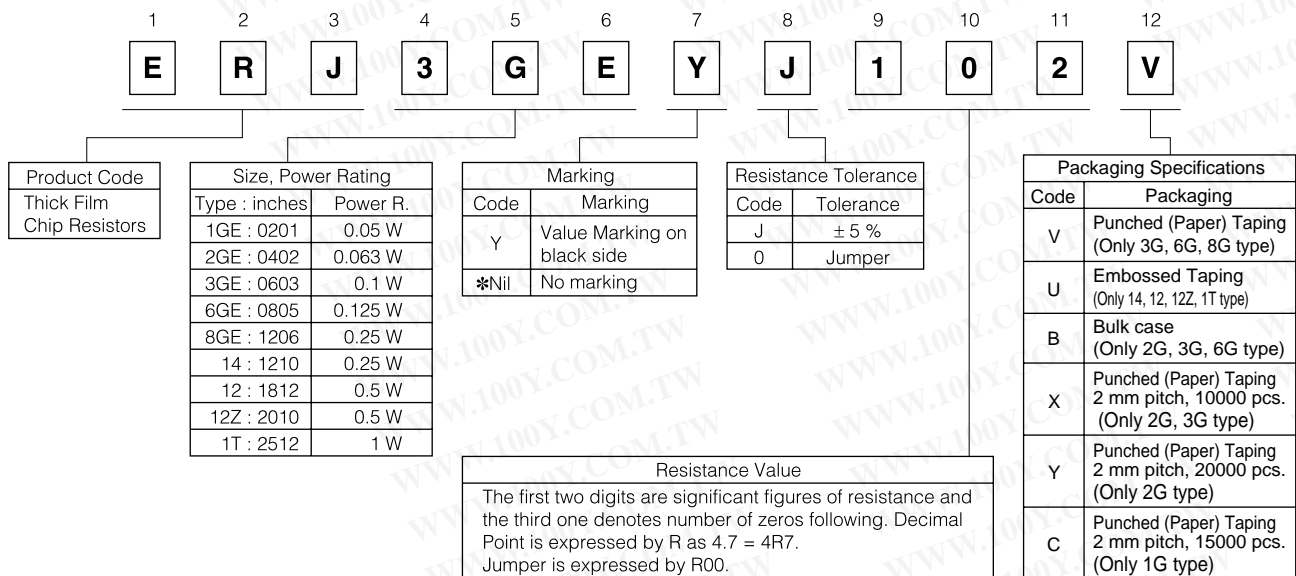 1 2 3 4 5 6 7 8 9 10 11 12
E R J 3 G E Y J 1 0 2 V
Product Code
Thick Film
Chip Resistors
Size, Power Rating
Type : inches Power R.
1GE : 0201 0.05 W
2GE : 0402 0.063 W
3GE : 0603 0.1 W
6GE : 0805 0.125 W
8GE : 1206 0.25 W
14 : 1210 0.25 W
12 : 1812 0.5 W
12Z : 2010 0.5 W
1T : 2512 1 W
Marking
Code Marking
Y Value Marking on
black side
✻Nil No marking
Resistance Tolerance
Code Tolerance
J ± 5 %
0 Jumper
Resistance Value
The first two digits are significant figures of resistance and
the third one denotes number of zeros following. Decimal
Point is expressed by R as 4.7 = 4R7.
Jumper is expressed by R00.
Packaging Specifications
Code Packaging
V Punched (Paper) Taping
(Only 3G, 6G, 8G type)
U Embossed Taping
(Only 14, 12, 12Z, 1T type)
B Bulk case
(Only 2G, 3G, 6G type)
X Punched (Paper) Taping
2 mm pitch, 10000 pcs.
(Only 2G, 3G type)
Y Punched (Paper) Taping
2 mm pitch, 20000 pcs.
(Only 2G type)
C Punched (Paper) Taping
2 mm pitch, 15000 pcs.
(Only 1G type)
WWW.100Y.COM.TW